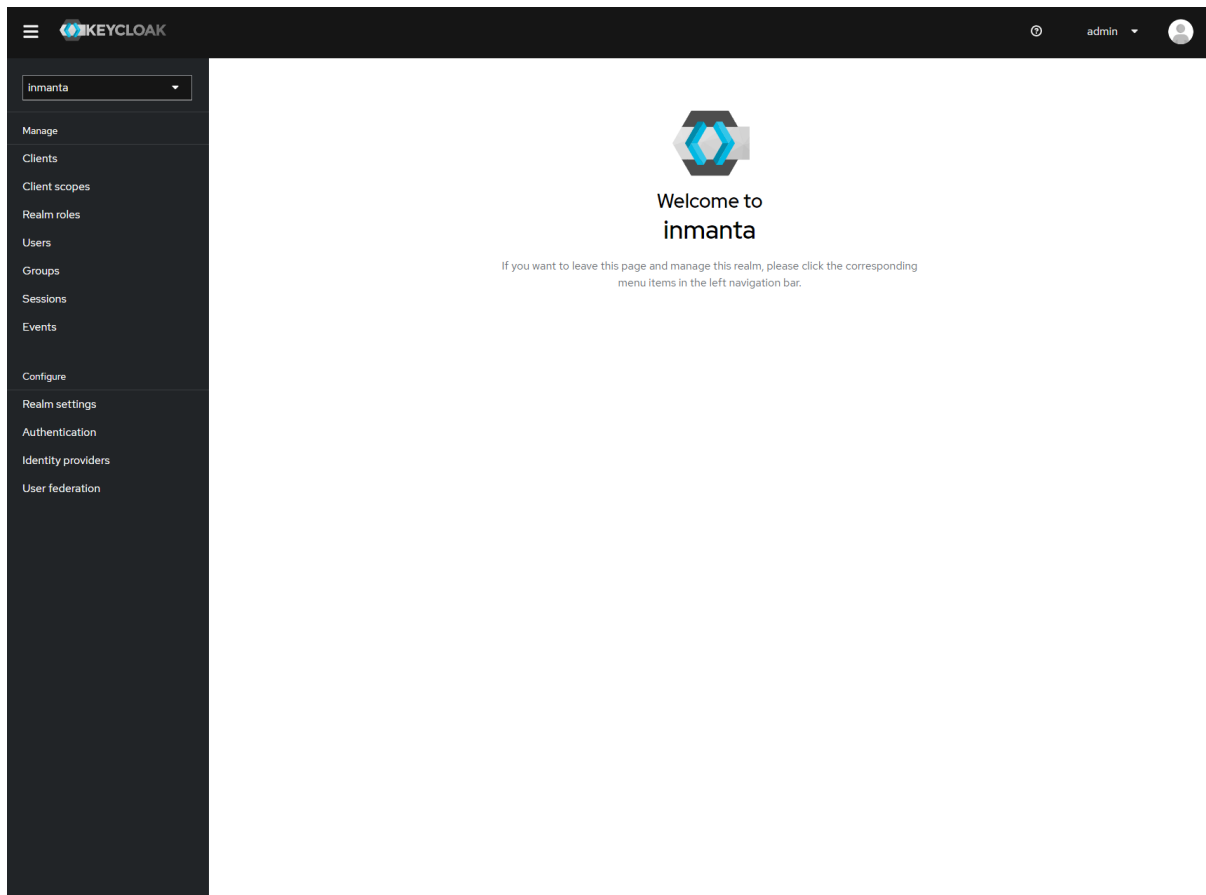 KEYCLOAK
admin
inmanta
Manage
Clients
Client scopes
Realm roles
Users
Groups
Sessions
Events
Configure
Realm settings
Authentication
Identity providers
User federation
Welcome to
inmanta
If you want to leave this page and manage this realm, please click the corresponding
menu items in the left navigation bar.